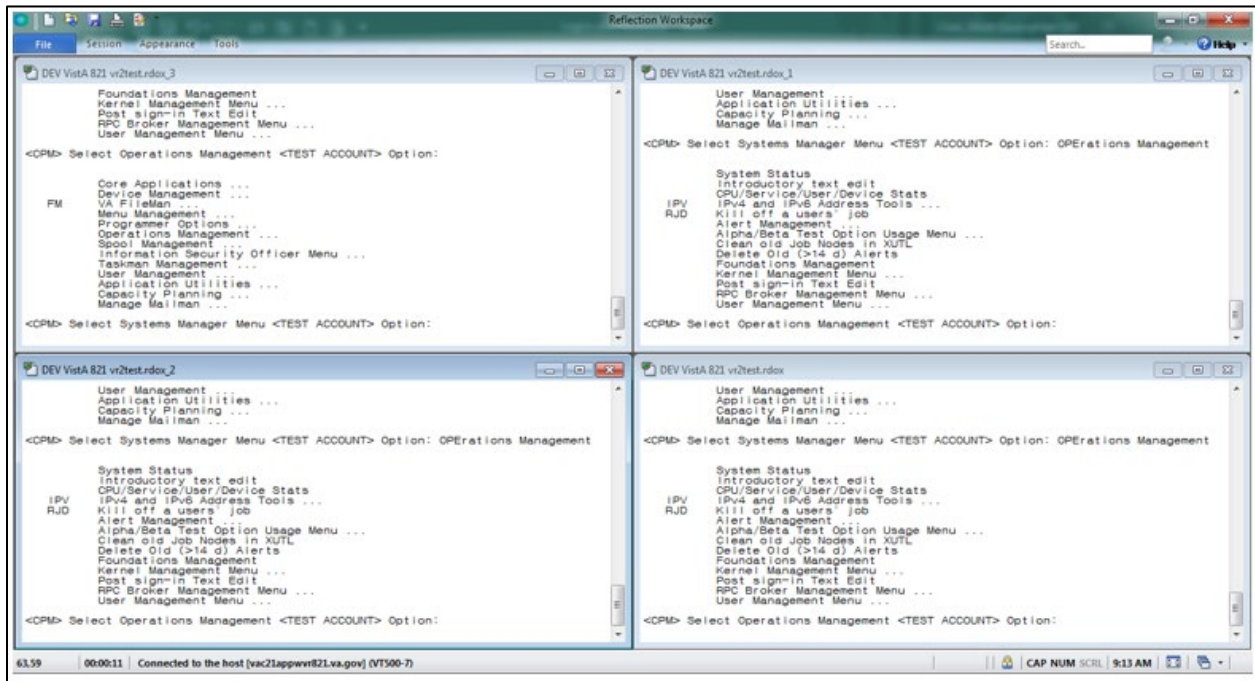 Reflection Workspace
File Session Appearance Tools
Search... Help
DEV VistA 821 vr2test.rdox_3
Foundations Management
Kernel Management Menu ...
Post sign-in Text Edit
RPC Broker Management Menu ...
User Management Menu ...
<CPM> Select Operations Management <TEST ACCOUNT> Option:
Core Applications ...
Device Management ...
FM VA FileMan ...
Menu Management ...
Programmer Options ...
Operations Management ...
Spool Management ...
Information Security Officer Menu ...
Taskman Management ...
User Management ...
Application Utilities ...
Capacity Planning ...
Manage Mailman ...
<CPM> Select Systems Manager Menu <TEST ACCOUNT> Option:
DEV VistA 821 vr2test.rdox_1
User Management ...
Application Utilities ...
Capacity Planning ...
Manage Mailman ...
<CPM> Select Systems Manager Menu <TEST ACCOUNT> Option: OPErations Management
System Status
Introductory text edit
CPU/Service/User/Device Stats
IPV IPv4 and IPv6 Address Tools ...
RJD Kill off a users' job
Alert Management ...
Alpha/Beta Test Option Usage Menu ...
Clean old Job Nodes in XUTL
Delete Old (>14 d) Alerts
Foundations Management
Kernel Management Menu ...
Post sign-in Text Edit
RPC Broker Management Menu ...
User Management Menu ...
<CPM> Select Operations Management <TEST ACCOUNT> Option:
DEV VistA 821 vr2test.rdox_2
User Management ...
Application Utilities ...
Capacity Planning ...
Manage Mailman ...
<CPM> Select Systems Manager Menu <TEST ACCOUNT> Option: OPErations Management
System Status
Introductory text edit
CPU/Service/User/Device Stats
IPV IPv4 and IPv6 Address Tools ...
RJD Kill off a users' job
Alert Management ...
Alpha/Beta Test Option Usage Menu ...
Clean old Job Nodes in XUTL
Delete Old (>14 d) Alerts
Foundations Management
Kernel Management Menu ...
Post sign-in Text Edit
RPC Broker Management Menu ...
User Management Menu ...
<CPM> Select Operations Management <TEST ACCOUNT> Option:
DEV VistA 821 vr2test.rdox
User Management ...
Application Utilities ...
Capacity Planning ...
Manage Mailman ...
<CPM> Select Systems Manager Menu <TEST ACCOUNT> Option: OPErations Management
System Status
Introductory text edit
CPU/Service/User/Device Stats
IPV IPv4 and IPv6 Address Tools ...
RJD Kill off a users' job
Alert Management ...
Alpha/Beta Test Option Usage Menu ...
Clean old Job Nodes in XUTL
Delete Old (>14 d) Alerts
Foundations Management
Kernel Management Menu ...
Post sign-in Text Edit
RPC Broker Management Menu ...
User Management Menu ...
<CPM> Select Operations Management <TEST ACCOUNT> Option:
63,59 00:00:11 Connected to the host [vac21appwvr821.va.gov] (VT500-7) CAP NUM SCRL 9:13 AM